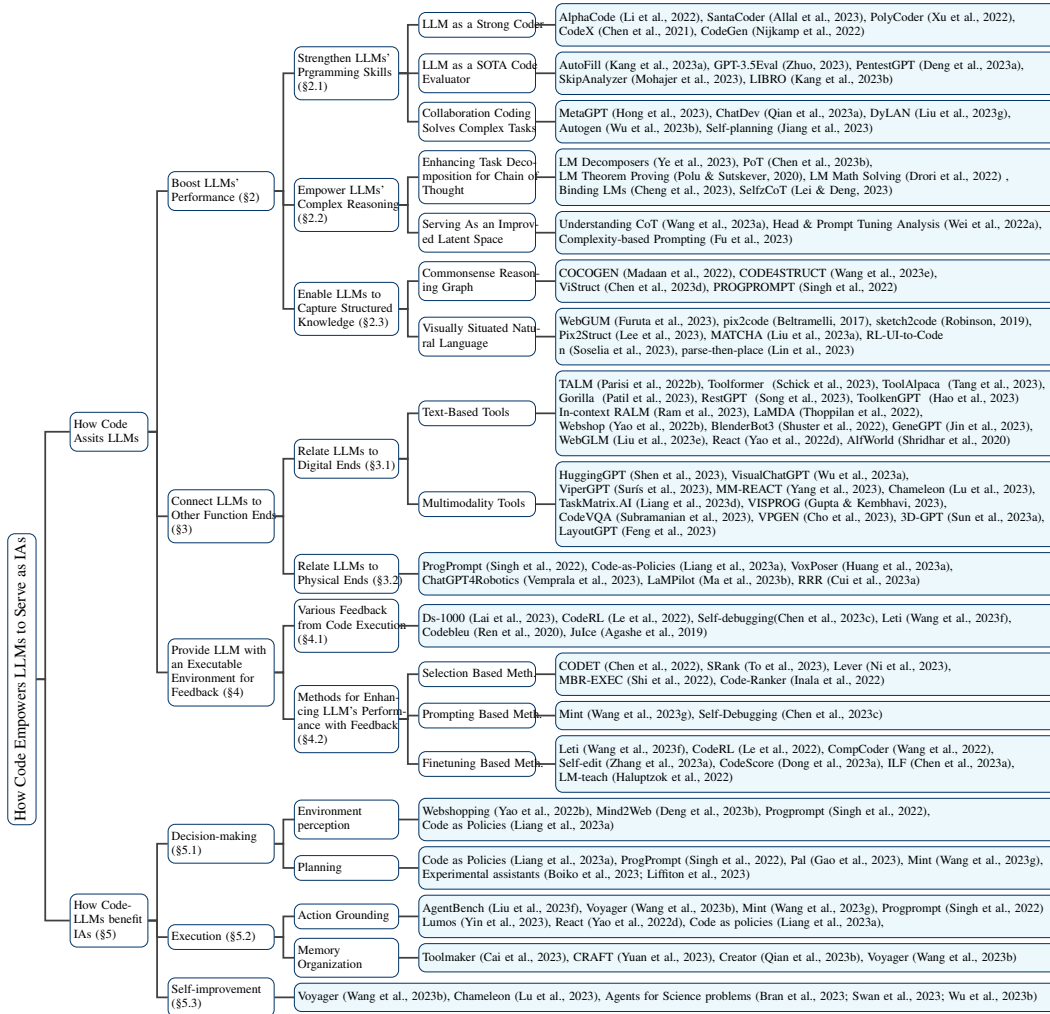 How Code Empowers LLMs to Serve as IAs
How Code
Assits LLMs
Boost LLMs'
Performance (§2)
Strengthen LLMs'
Prgramming Skills
(§2.1)
LLM as a Strong Coder
AlphaCode (Li et al., 2022), SantaCoder (Allal et al., 2023), PolyCoder (Xu et al., 2022),
CodeX (Chen et al., 2021), CodeGen (Nijkamp et al., 2022)
LLM as a SOTA Code
Evaluator
AutoFill (Kang et al., 2023a), GPT-3.5Eval (Zhuo, 2023), PentestGPT (Deng et al., 2023a),
SkipAnalyzer (Mohajer et al., 2023), LIBRO (Kang et al., 2023b)
Collaboration Coding
Solves Complex Tasks
MetaGPT (Hong et al., 2023), ChatDev (Qian et al., 2023a), DyLAN (Liu et al., 2023g),
Autogen (Wu et al., 2023b), Self-planning (Jiang et al., 2023)
Empower LLMs'
Complex Reasoning
(§2.2)
Enhancing Task Deco-
mposition for Chain of
Thought
LM Decomposers (Ye et al., 2023), PoT (Chen et al., 2023b),
LM Theorem Proving (Polu & Sutskever, 2020), LM Math Solving (Drori et al., 2022) ,
Binding LMs (Cheng et al., 2023), SelfzCoT (Lei & Deng, 2023)
Serving As an Improv-
ed Latent Space
Understanding CoT (Wang et al., 2023a), Head & Prompt Tuning Analysis (Wei et al., 2022a),
Complexity-based Prompting (Fu et al., 2023)
Enable LLMs to
Capture Structured
Knowledge (§2.3)
Commonsense Reason-
ing Graph
COCOGEN (Madaan et al., 2022), CODE4STRUCT (Wang et al., 2023e),
ViStruct (Chen et al., 2023d), PROGPROMPT (Singh et al., 2022)
Visually Situated Natu-
ral Language
WebGUM (Furuta et al., 2023), pix2code (Beltramelli, 2017), sketch2code (Robinson, 2019),
Pix2Struct (Lee et al., 2023), MATCHA (Liu et al., 2023a), RL-UI-to-Code
n (Soselia et al., 2023), parse-then-place (Lin et al., 2023)
Connect LLMs to
Other Function Ends
(§3)
Relate LLMs to
Digital Ends (§3.1)
Text-Based Tools
TALM (Parisi et al., 2022b), Toolformer (Schick et al., 2023), ToolAlpaca (Tang et al., 2023),
Gorilla (Patil et al., 2023), RestGPT (Song et al., 2023), ToolkenGPT (Hao et al., 2023)
In-context RALM (Ram et al., 2023), LaMDA (Thoppilan et al., 2022),
Webshop (Yao et al., 2022b), BlenderBot3 (Shuster et al., 2022), GeneGPT (Jin et al., 2023),
WebGLM (Liu et al., 2023e), React (Yao et al., 2022d), AlfWorld (Shridhar et al., 2020)
Multimodality Tools
HuggingGPT (Shen et al., 2023), VisualChatGPT (Wu et al., 2023a),
ViperGPT (Surís et al., 2023), MM-REACT (Yang et al., 2023), Chameleon (Lu et al., 2023),
TaskMatrix.AI (Liang et al., 2023d), VISPROG (Gupta & Kembhavi, 2023),
CodeVQA (Subramanian et al., 2023), VPGEN (Cho et al., 2023), 3D-GPT (Sun et al., 2023a),
LayoutGPT (Feng et al., 2023)
Relate LLMs to
Physical Ends (§3.2)
ProgPrompt (Singh et al., 2022), Code-as-Policies (Liang et al., 2023a), VoxPoser (Huang et al., 2023a),
ChatGPT4Robotics (Vemprala et al., 2023), LaMPilot (Ma et al., 2023b), RRR (Cui et al., 2023a)
Provide LLM with
an Executable
Environment for
Feedback (§4)
Various Feedback
from Code Execution
(§4.1)
Ds-1000 (Lai et al., 2023), CodeRL (Le et al., 2022), Self-debugging(Chen et al., 2023c), Leti (Wang et al., 2023f),
Codebleu (Ren et al., 2020), JuIce (Agashe et al., 2019)
Methods for Enhan-
cing LLM's Perform-
ance with Feedback
(§4.2)
Selection Based Meth.
CODET (Chen et al., 2022), SRank (To et al., 2023), Lever (Ni et al., 2023),
MBR-EXEC (Shi et al., 2022), Code-Ranker (Inala et al., 2022)
Prompting Based Meth.
Mint (Wang et al., 2023g), Self-Debugging (Chen et al., 2023c)
Finetuning Based Meth.
Leti (Wang et al., 2023f), CodeRL (Le et al., 2022), CompCoder (Wang et al., 2022),
Self-edit (Zhang et al., 2023a), CodeScore (Dong et al., 2023a), ILF (Chen et al., 2023a),
LM-teach (Haluptzok et al., 2022)
How Code-
LLMs benefit
IAs (§5)
Decision-making
(§5.1)
Environment
perception
Webshopping (Yao et al., 2022b), Mind2Web (Deng et al., 2023b), Progprompt (Singh et al., 2022),
Code as Policies (Liang et al., 2023a)
Planning
Code as Policies (Liang et al., 2023a), ProgPrompt (Singh et al., 2022), Pal (Gao et al., 2023), Mint (Wang et al., 2023g),
Experimental assistants (Boiko et al., 2023; Liffiton et al., 2023)
Execution (§5.2)
Action Grounding
AgentBench (Liu et al., 2023f), Voyager (Wang et al., 2023b), Mint (Wang et al., 2023g), Progprompt (Singh et al., 2022)
Lumos (Yin et al., 2023), React (Yao et al., 2022d), Code as policies (Liang et al., 2023a),
Memory
Organization
Toolmaker (Cai et al., 2023), CRAFT (Yuan et al., 2023), Creator (Qian et al., 2023b), Voyager (Wang et al., 2023b)
Self-improvement
(§5.3)
Voyager (Wang et al., 2023b), Chameleon (Lu et al., 2023), Agents for Science problems (Bran et al., 2023; Swan et al., 2023; Wu et al., 2023b)